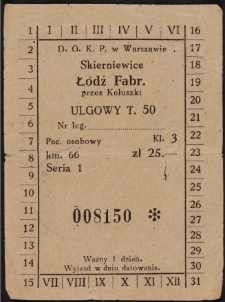 I II III IV V VI
1 16
2 D. O. K. P. w Warszawie . 17
3 Skierniewice 18
4 Łódź Fabr. 19
przez Koluszki
5 20
6 ULGOWY T. 50 21
Nr leg.
7 Poc. osobowy Kl. 3 22
8 km. 66 zł 25.— 23
9 Seria 1 24
10 25
11 008150 * 26
12 27
13 28
14 Ważny 1 dzień. 30
Wyjazd w dniu datowania.
15 VII VIII IX X XI XII 31